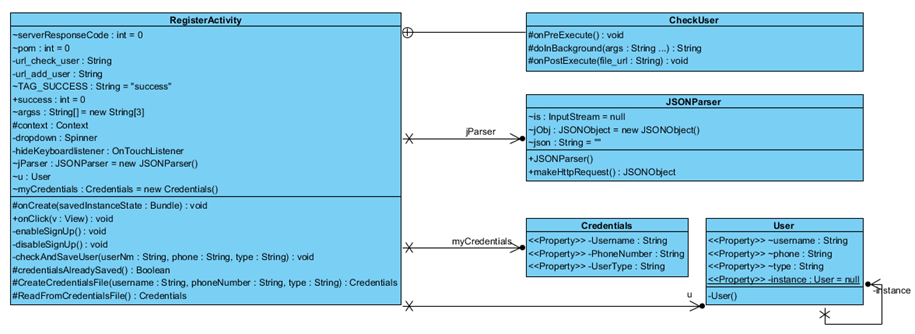 RegisterActivity
~serverResponseCode : int = 0
~pom : int = 0
-url_check_user : String
-url_add_user : String
~TAG_SUCCESS : String = "success"
+success : int = 0
~argss : String[] = new String[3]
#context : Context
-dropdown : Spinner
-hideKeyboardlistener : OnTouchListener
~jParser : JSONParser = new JSONParser()
~u : User
~myCredentials : Credentials = new Credentials()
#onCreate(savedInstanceState : Bundle) : void
+onClick(v : View) : void
-enableSignUp() : void
-disableSignUp() : void
-checkAndSaveUser(userNm : String, phone : String, type : String) : void
#credentialsAlreadySaved() : Boolean
#CreateCredentialsFile(username : String, phoneNumber : String, type : String) : Credentials
#ReadFromCredentialsFile() : Credentials
CheckUser
#onPreExecute() : void
#doInBackground(args : String ...) : String
#onPostExecute(file_url : String) : void
jParser
JSONParser
~is : InputStream = null
~jObj : JSONObject = new JSONObject()
~json : String = ""
+JSONParser()
+makeHttpRequest() : JSONObject
myCredentials
Credentials
<<Property>> -Username : String
<<Property>> -PhoneNumber : String
<<Property>> -UserType : String
u
User
<<Property>> ~username : String
<<Property>> ~phone : String
<<Property>> ~type : String
<<Property>> -instance : User = null
-User()
-instance